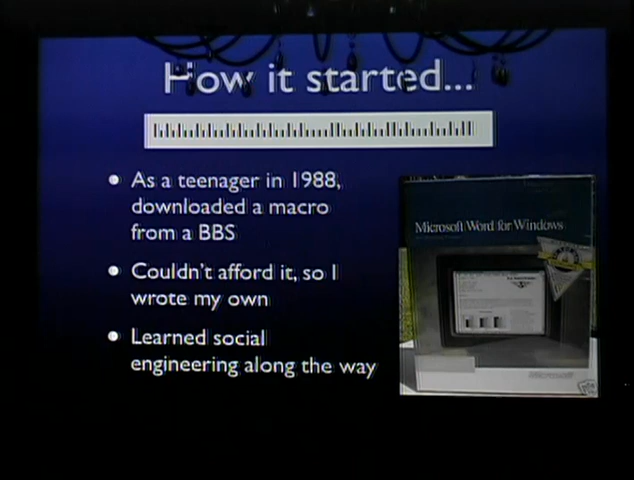 How it started...
As a teenager in 1988,
downloaded a macro
from a BBS
Couldn't afford it, so I
wrote my own
Learned social
engineering along the way
Microsoft Word for Windows
Microsoft